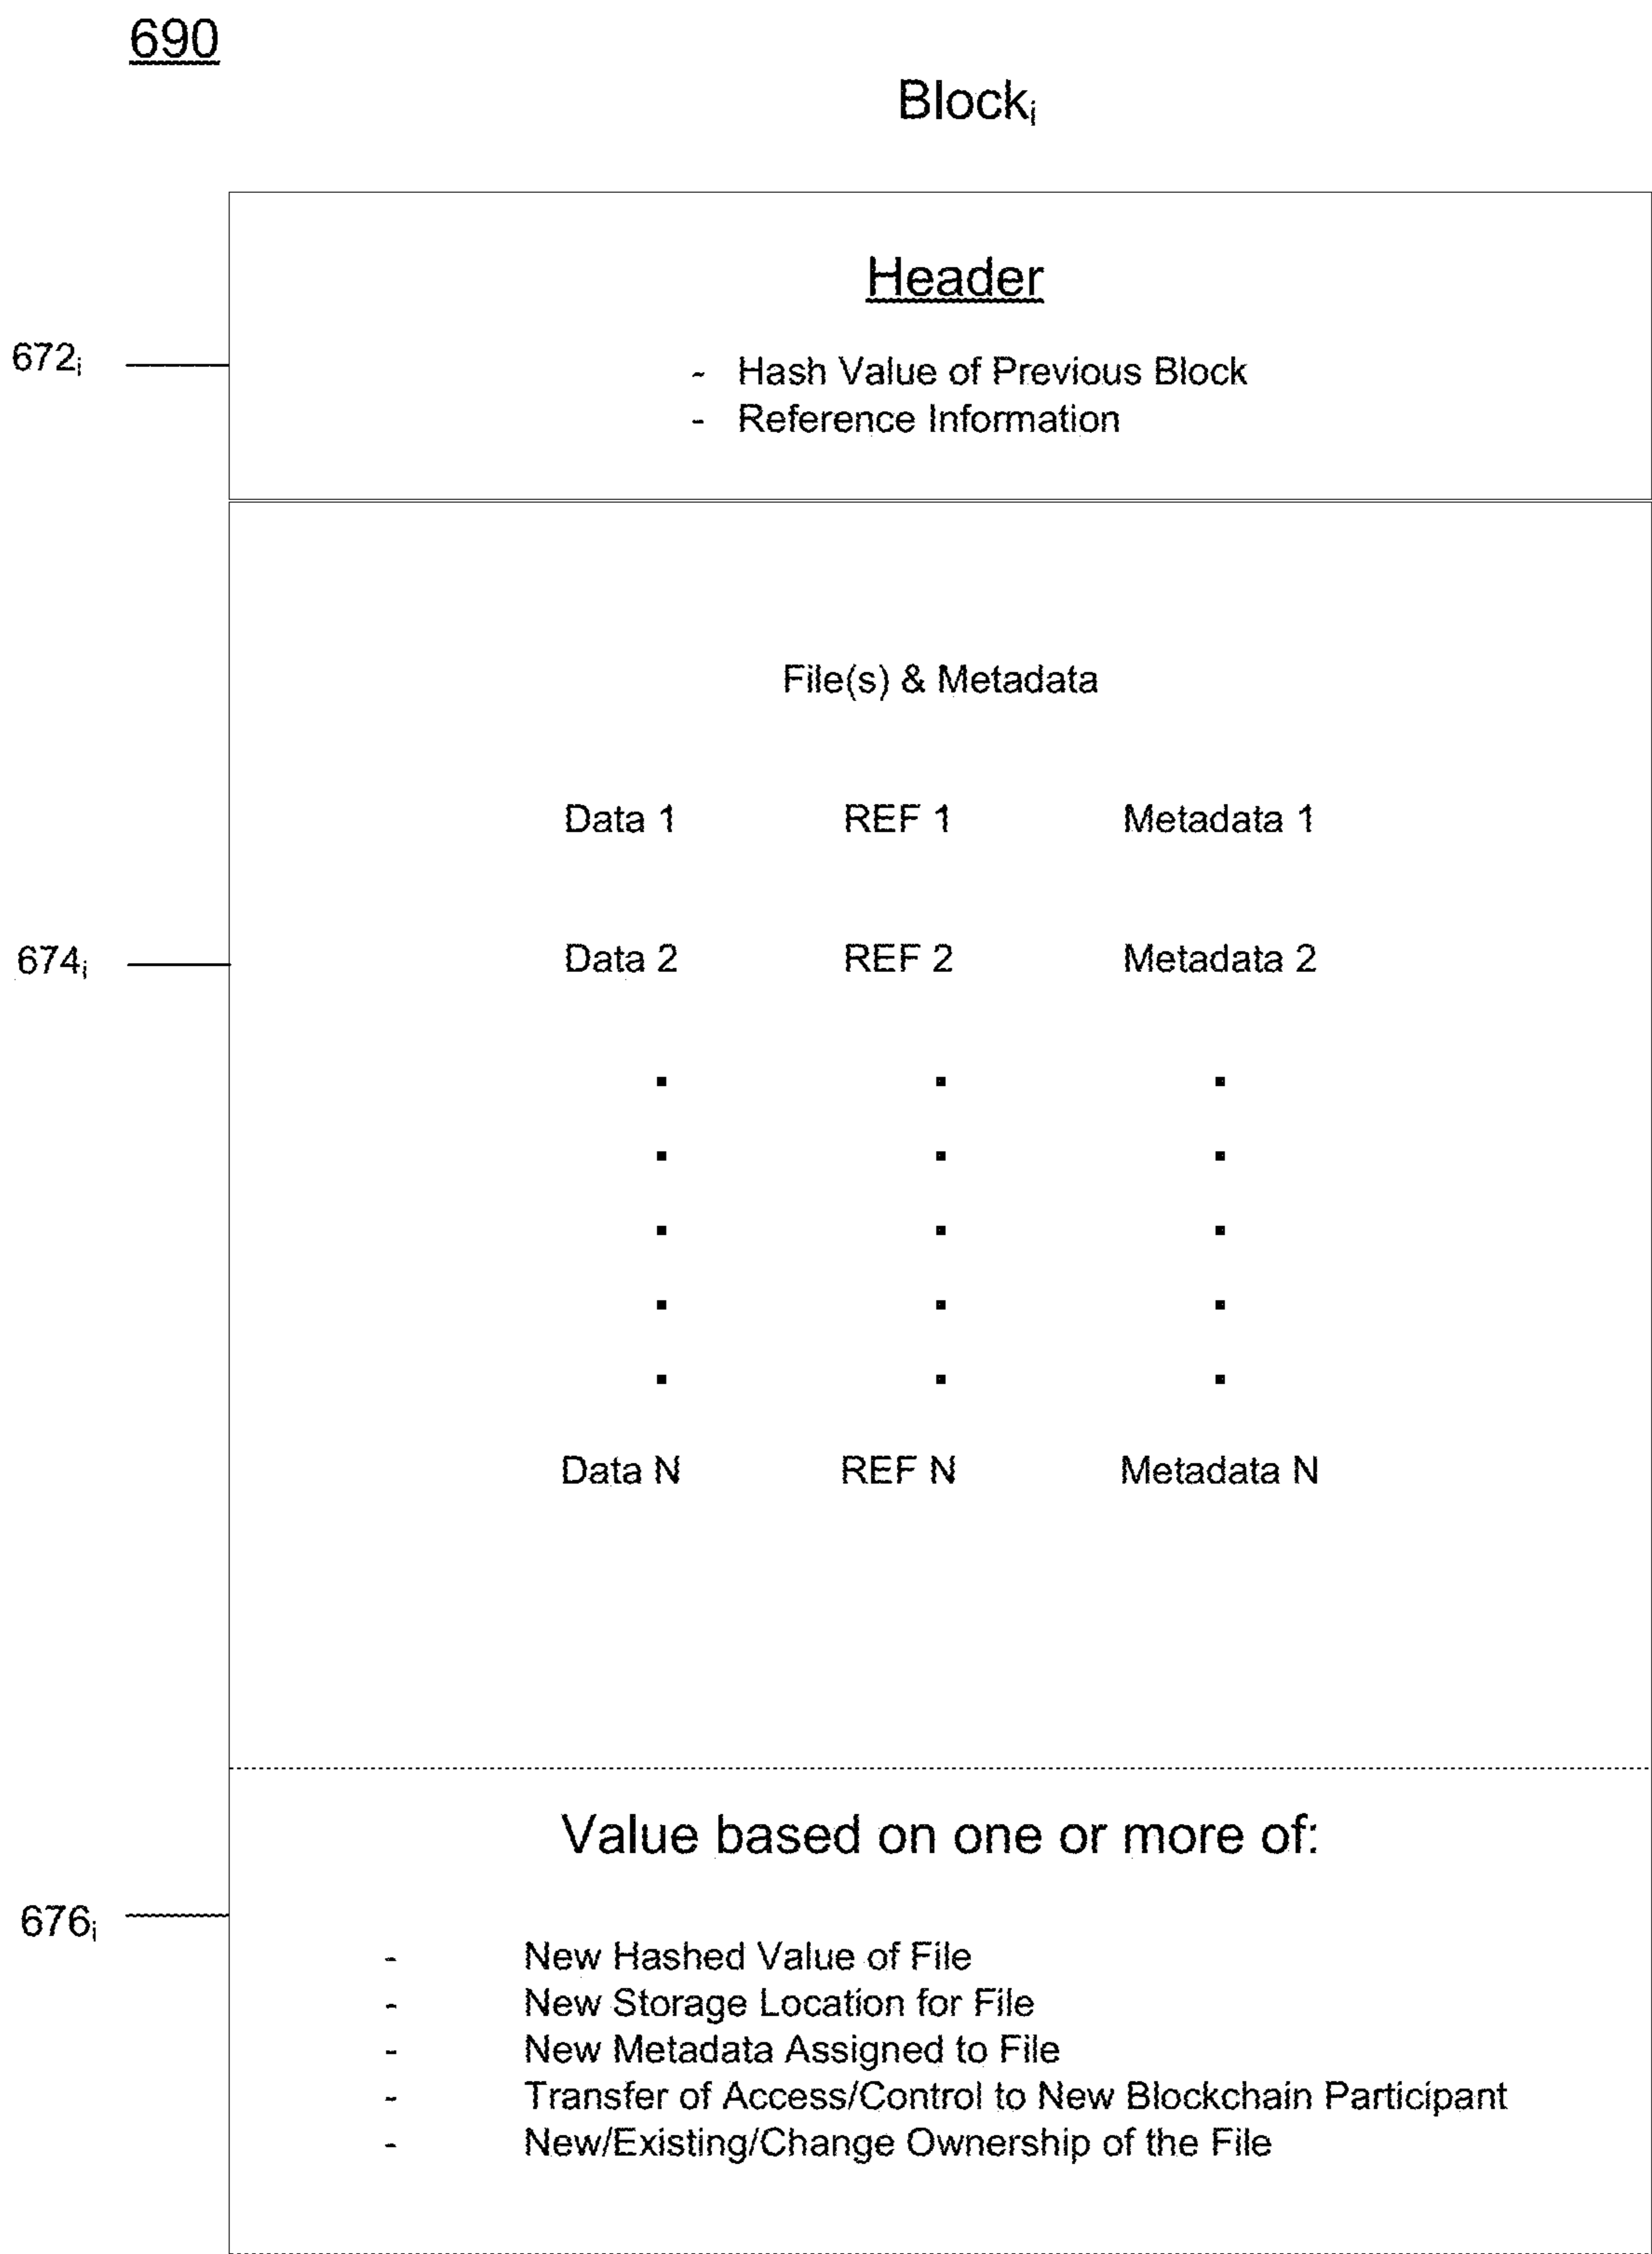 690
Blockᵢ
Header
672ᵢ
- Hash Value of Previous Block
- Reference Information
File(s) & Metadata
Data 1 REF 1 Metadata 1
674ᵢ
Data 2 REF 2 Metadata 2
Data N REF N Metadata N
Value based on one or more of:
676ᵢ
- New Hashed Value of File
- New Storage Location for File
- New Metadata Assigned to File
- Transfer of Access/Control to New Blockchain Participant
- New/Existing/Change Ownership of the File